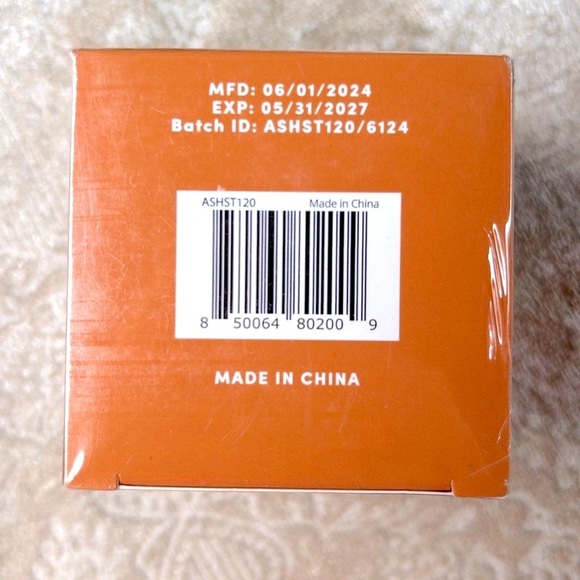 MFD: 06/01/2024
EXP: 05/31/2027
Batch ID: ASHST120/6124
ASHST120 Made in China
8 50064 80200 9
MADE IN CHINA